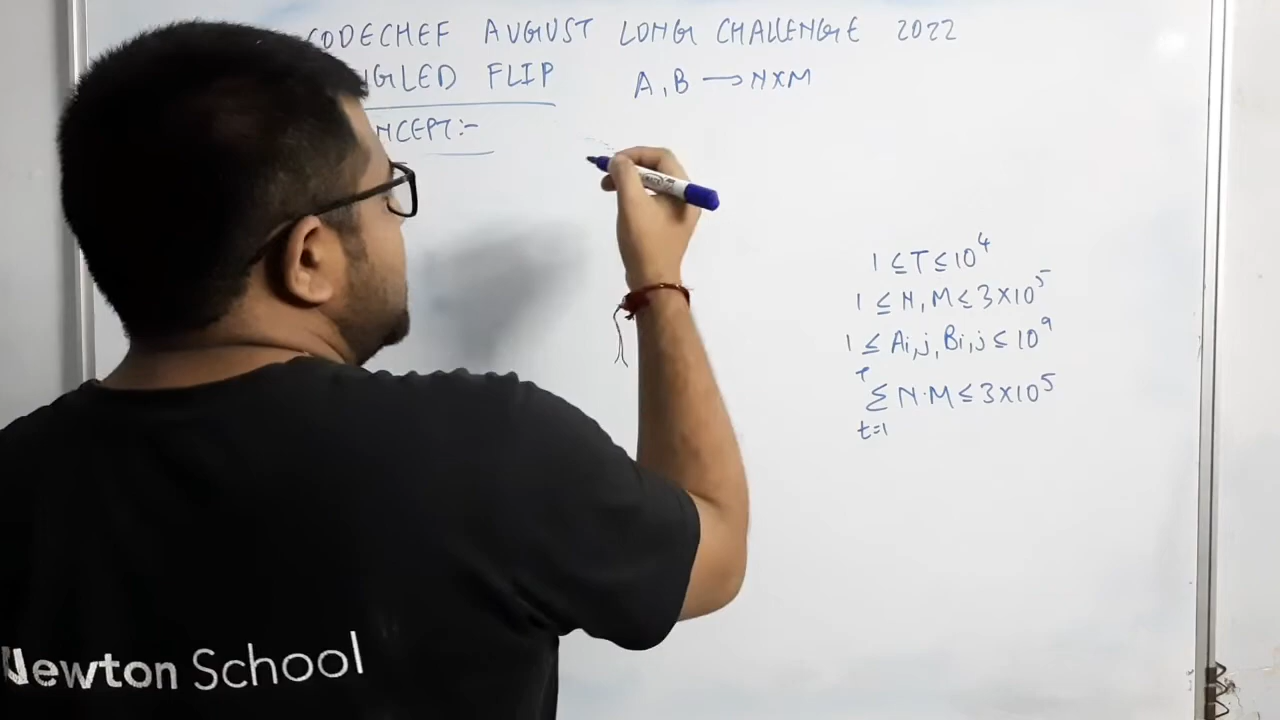 CODECHEF AUGUST LONG CHALLENGE 2022
NGLED FLIP A,B → N×M
NCEPT:-
1 ≤ T ≤ 10⁴
1 ≤ N, M ≤ 3×10⁵
1 ≤ Ai,j, Bi,j ≤ 10⁹
T
Σ N·M ≤ 3×10⁵
t=1
Newton School